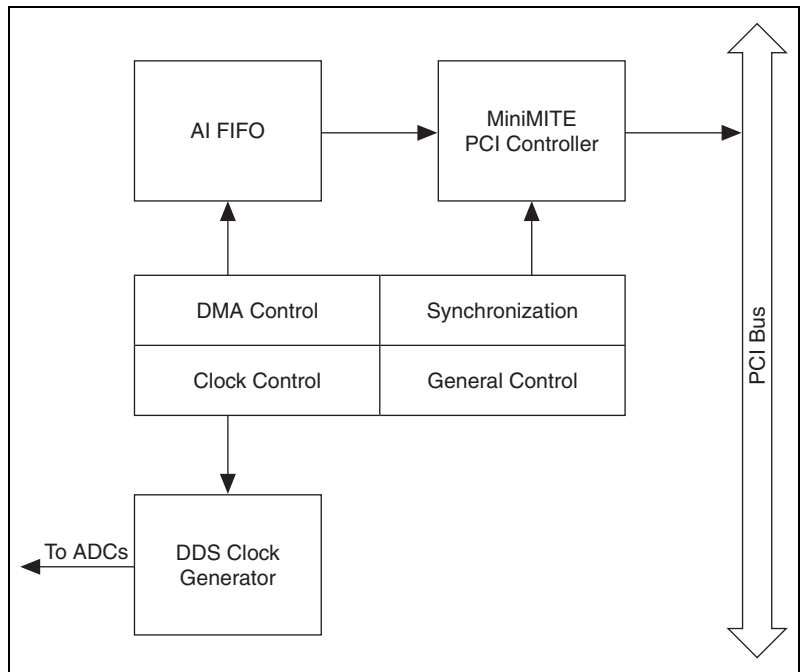 AI FIFO
MiniMITE
PCI Controller
DMA Control
Synchronization
Clock Control
General Control
PCI Bus
To ADCs
DDS Clock
Generator